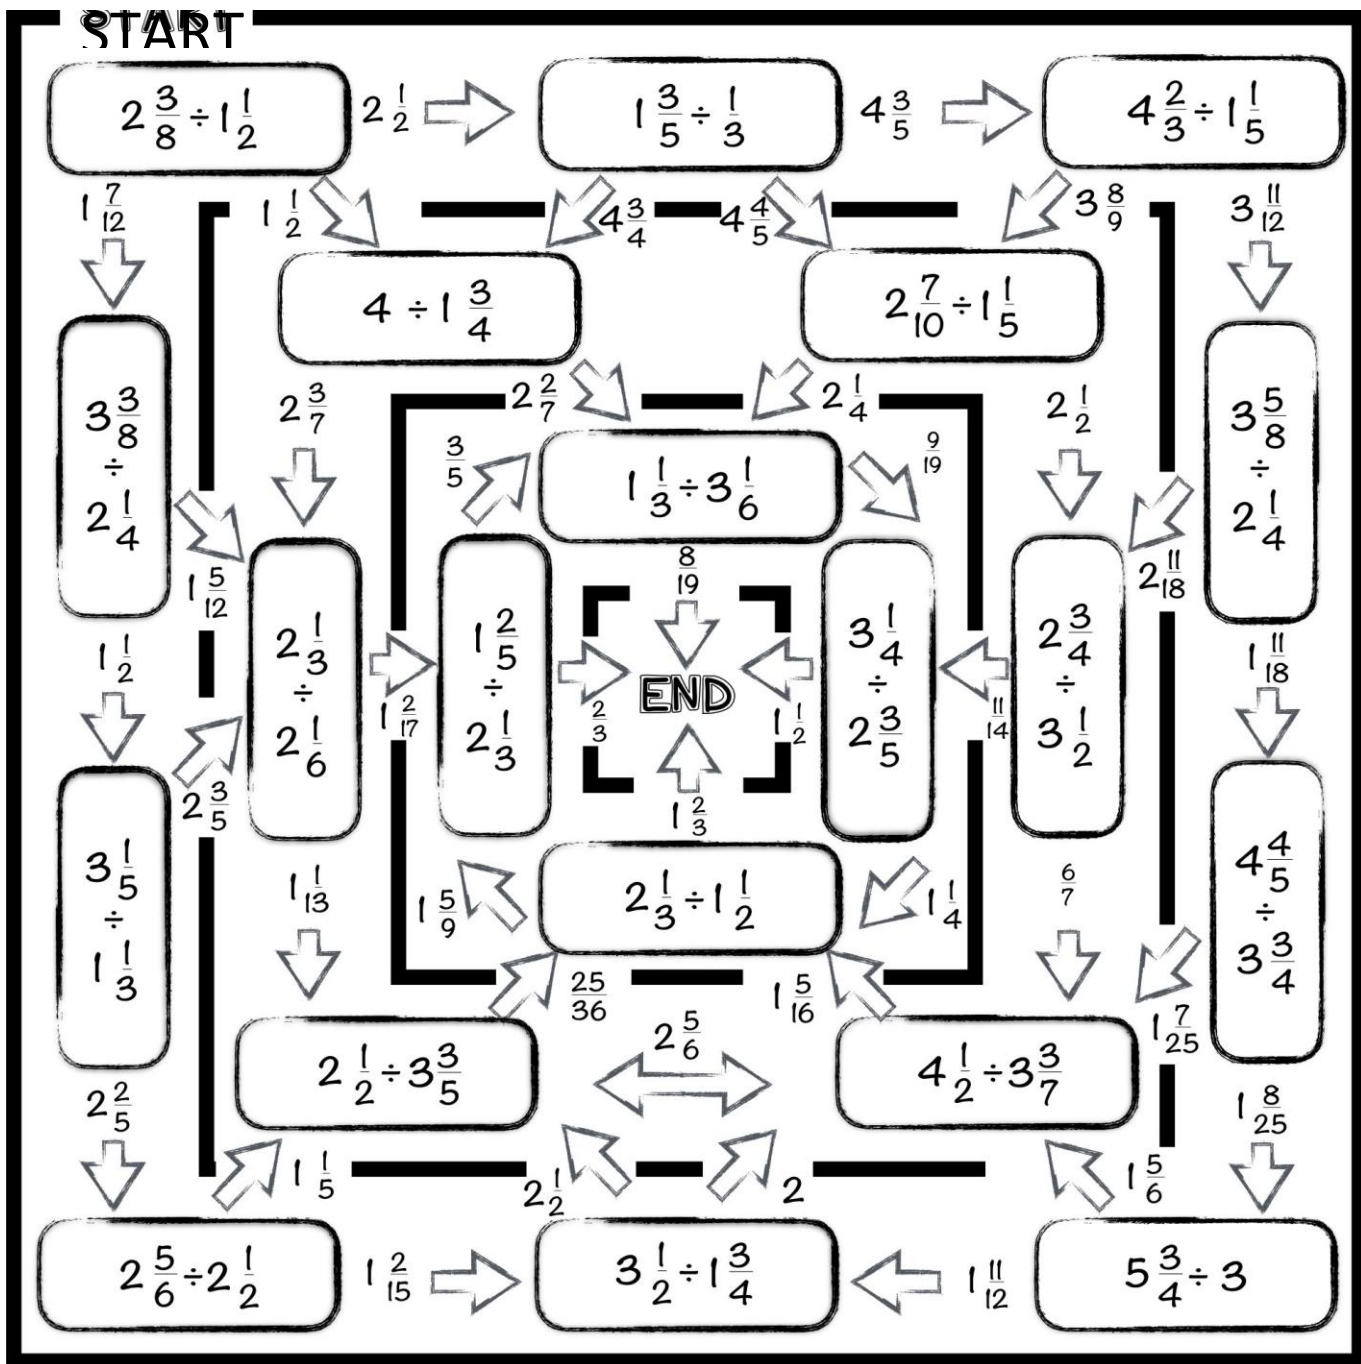 START
2 3/8 ÷ 1 1/2
2 1/2
1 3/5 ÷ 1/3
4 3/5
4 2/3 ÷ 1 1/5
1 7/12
1 1/2
4 3/4
4 4/5
3 8/9
3 11/12
4 ÷ 1 3/4
2 7/10 ÷ 1 1/5
3 3/8 ÷ 2 1/4
2 3/7
2 2/7
2 1/4
2 1/2
3 5/8 ÷ 2 1/4
3/5
1 1/3 ÷ 3 1/6
9/19
1 5/12
8/19
2 11/18
1 1/2
2 1/3 ÷ 2 1/6
1 2/17
1 2/5 ÷ 2 1/3
2/3
END
1 1/2
3 1/4 ÷ 2 3/5
11/14
2 3/4 ÷ 3 1/2
1 11/18
2 3/5
1 2/3
3 1/5 ÷ 1 1/3
1 1/13
1 5/9
2 1/3 ÷ 1 1/2
1 1/4
6/7
4 4/5 ÷ 3 3/4
25/36
1 5/16
1 7/25
2 1/2 ÷ 3 3/5
2 5/6
4 1/2 ÷ 3 3/7
2 2/5
1 8/25
1 1/5
2 1/2
2
1 5/6
2 5/6 ÷ 2 1/2
1 2/15
3 1/2 ÷ 1 3/4
1 11/12
5 3/4 ÷ 3